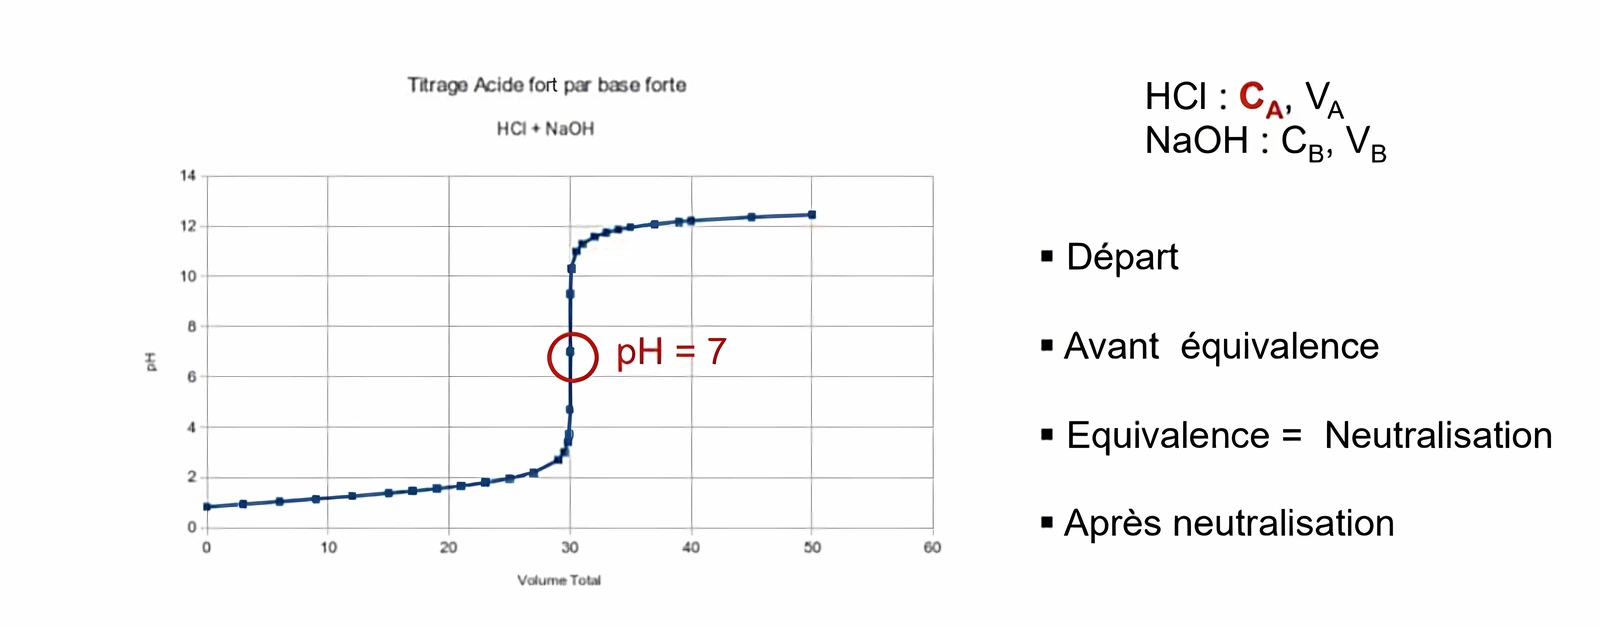 Titrage Acide fort par base forte
HCl + NaOH
14
12
10
8
6
4
2
0
pH
0 10 20 30 40 50 60
Volume Total
pH = 7
HCl : CA, VA
NaOH : CB, VB
▪ Départ
▪ Avant équivalence
▪ Equivalence = Neutralisation
▪ Après neutralisation